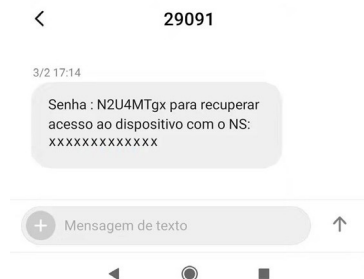 29091
3/2 17:14
Senha : N2U4MTgx para recuperar
acesso ao dispositivo com o NS:
xxxxxxxxxxxxx
Mensagem de texto